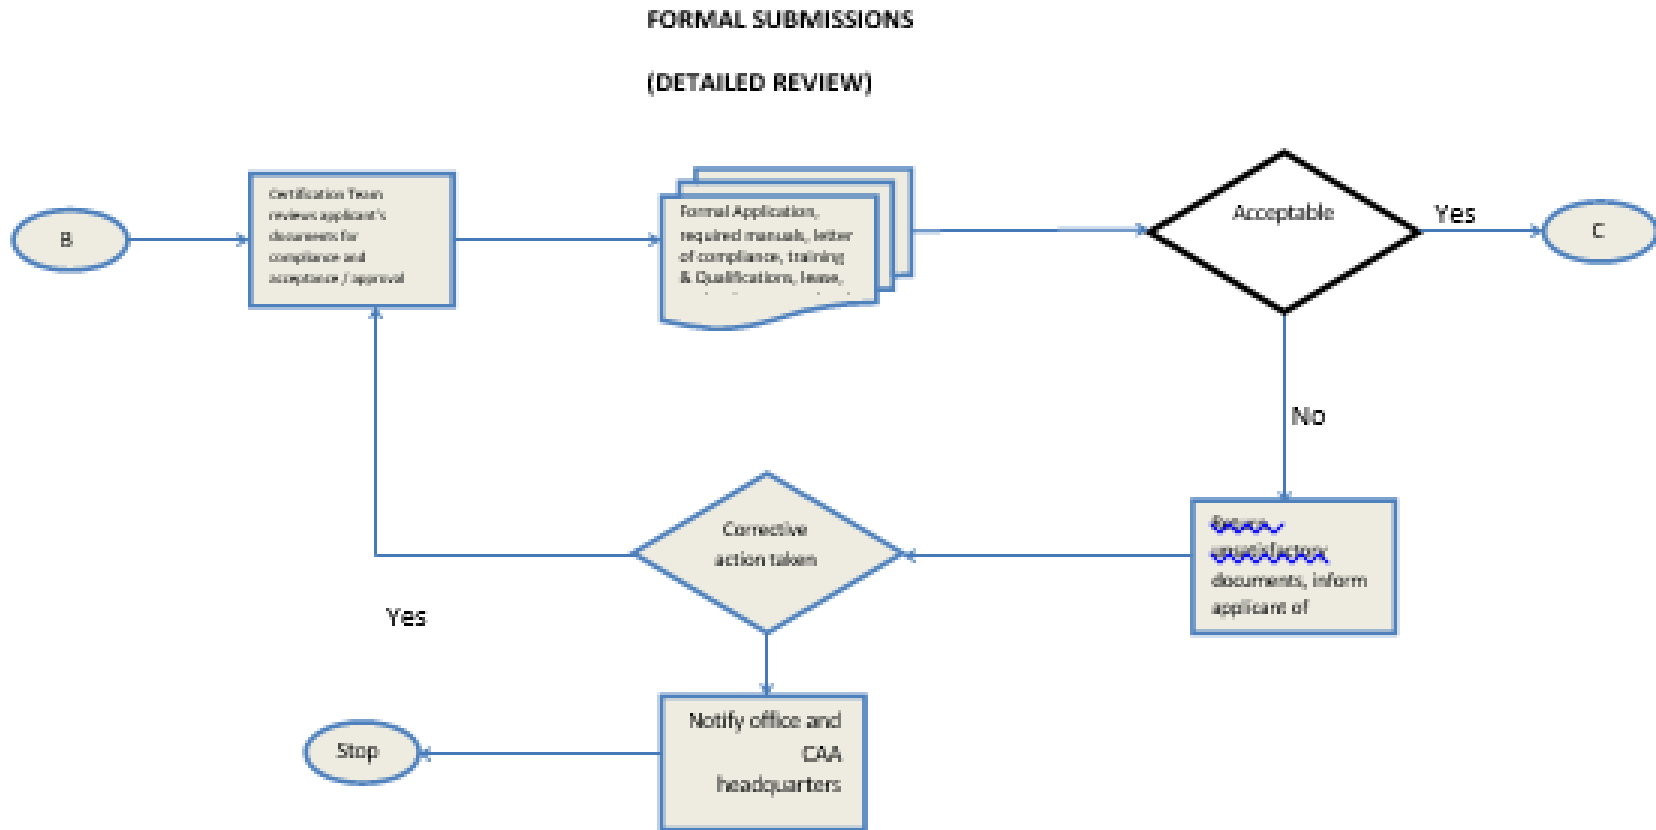 FORMAL SUBMISSIONS
(DETAILED REVIEW)
B
Certification Team
reviews applicant's
documents for
compliance and
acceptance / approval
Formal Application,
required manuals, letter
of compliance, training
& Qualifications, lease,
Acceptable
Yes
C
No
unsatisfactory
documents, inform
applicant of
Corrective
action taken
Yes
Notify office and
CAA
headquarters
Stop